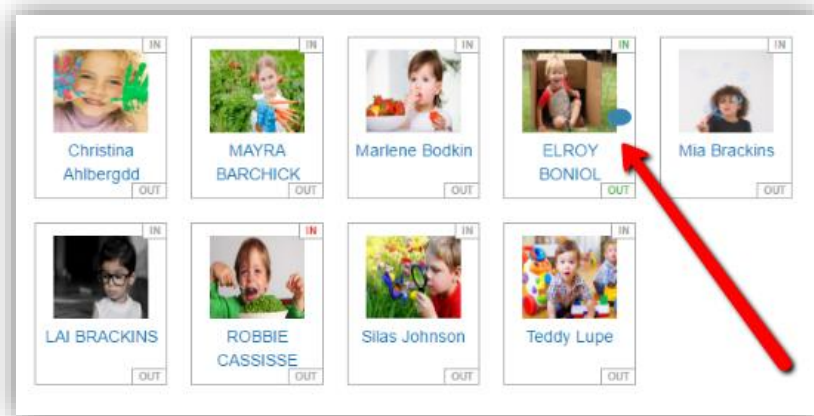 IN IN IN IN IN
Christina MAYRA Marlene Bodkin ELROY Mia Brackins
Ahlbergdd BARCHICK BONIOL
OUT OUT OUT OUT OUT
IN IN IN IN
LAI BRACKINS ROBBIE Silas Johnson Teddy Lupe
CASSISSE
OUT OUT OUT OUT